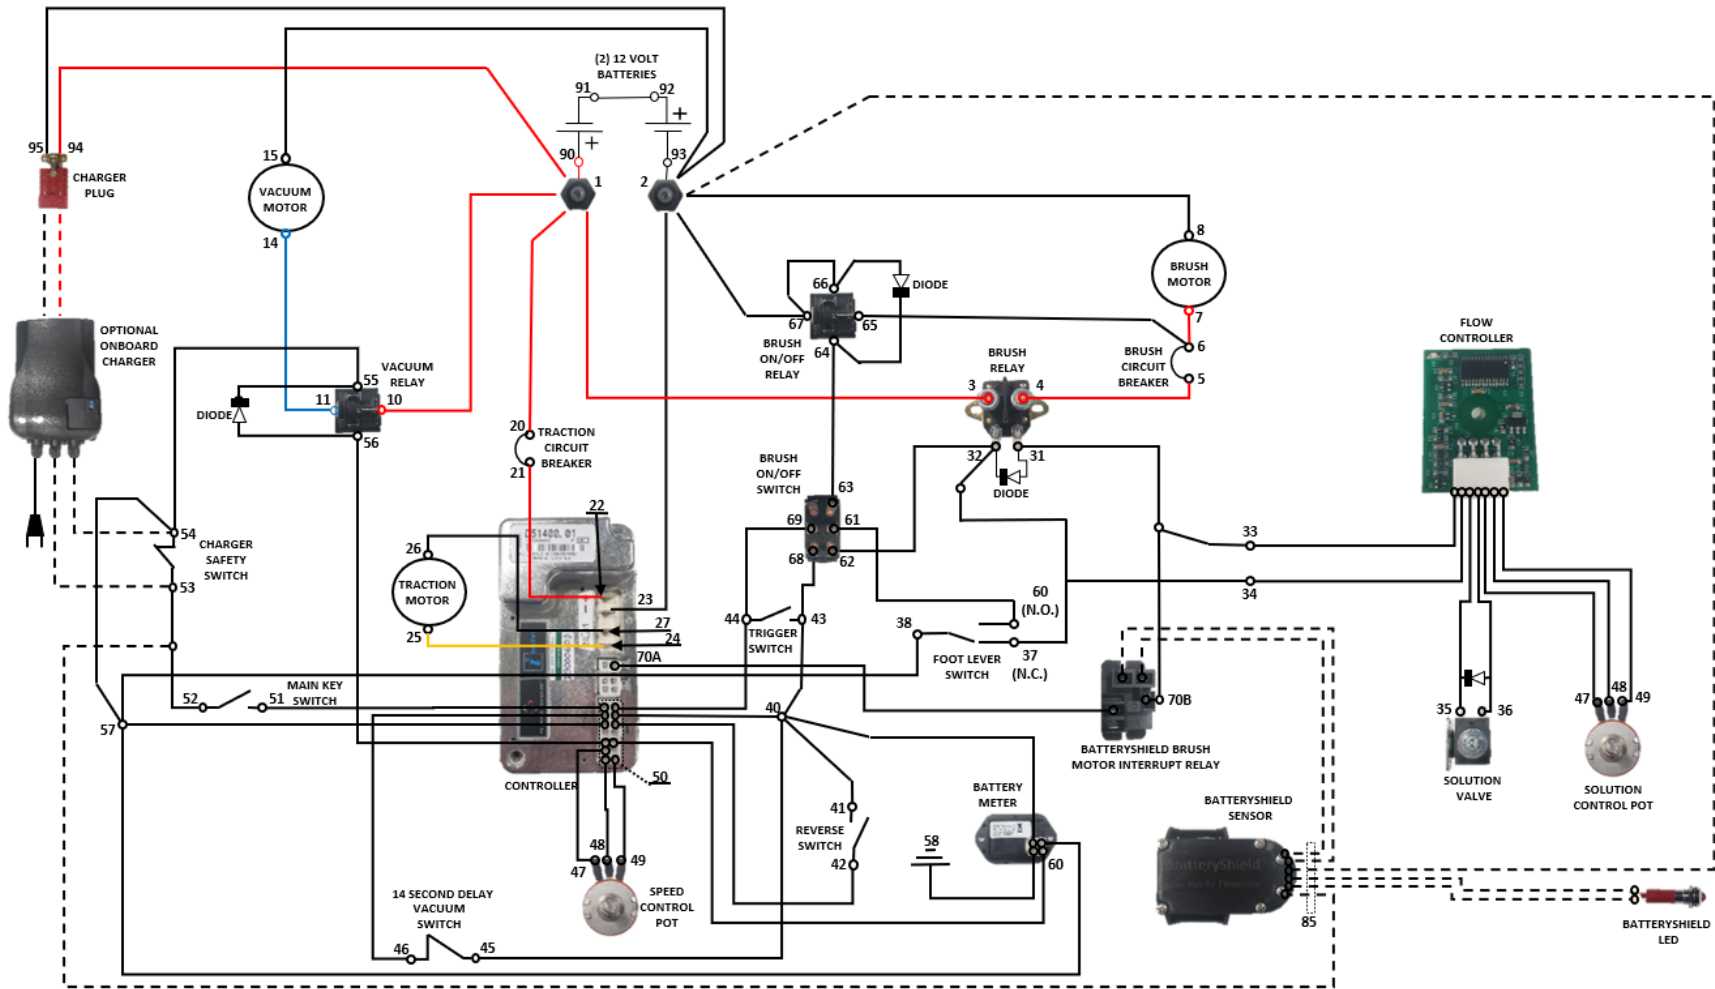 (2) 12 VOLT
BATTERIES
91
92
+
+
90
93
95
94
CHARGER
PLUG
15
VACUUM
MOTOR
14
1
2
8
BRUSH
MOTOR
7
66
DIODE
67
65
64
BRUSH
ON/OFF
RELAY
OPTIONAL
ONBOARD
CHARGER
VACUUM
RELAY
55
11
10
DIODE
56
BRUSH
RELAY
3
4
BRUSH
CIRCUIT
BREAKER
6
5
FLOW
CONTROLLER
20
TRACTION
CIRCUIT
BREAKER
21
32
31
DIODE
BRUSH
ON/OFF
SWITCH
63
69
61
68
62
22
26
TRACTION
MOTOR
25
23
27
24
70A
54
CHARGER
SAFETY
SWITCH
53
33
34
44
43
TRIGGER
SWITCH
38
60
(N.O.)
37
(N.C.)
FOOT LEVER
SWITCH
52
51
MAIN KEY
SWITCH
57
40
70B
BATTERYSHIELD BRUSH
MOTOR INTERRUPT RELAY
35
36
SOLUTION
VALVE
47
48
49
SOLUTION
CONTROL POT
CONTROLLER
50
41
REVERSE
SWITCH
42
BATTERY
METER
58
60
BATTERYSHIELD
SENSOR
BatteryShield
85
BATTERYSHIELD
LED
47
48
49
SPEED
CONTROL
POT
14 SECOND DELAY
VACUUM
SWITCH
46
45